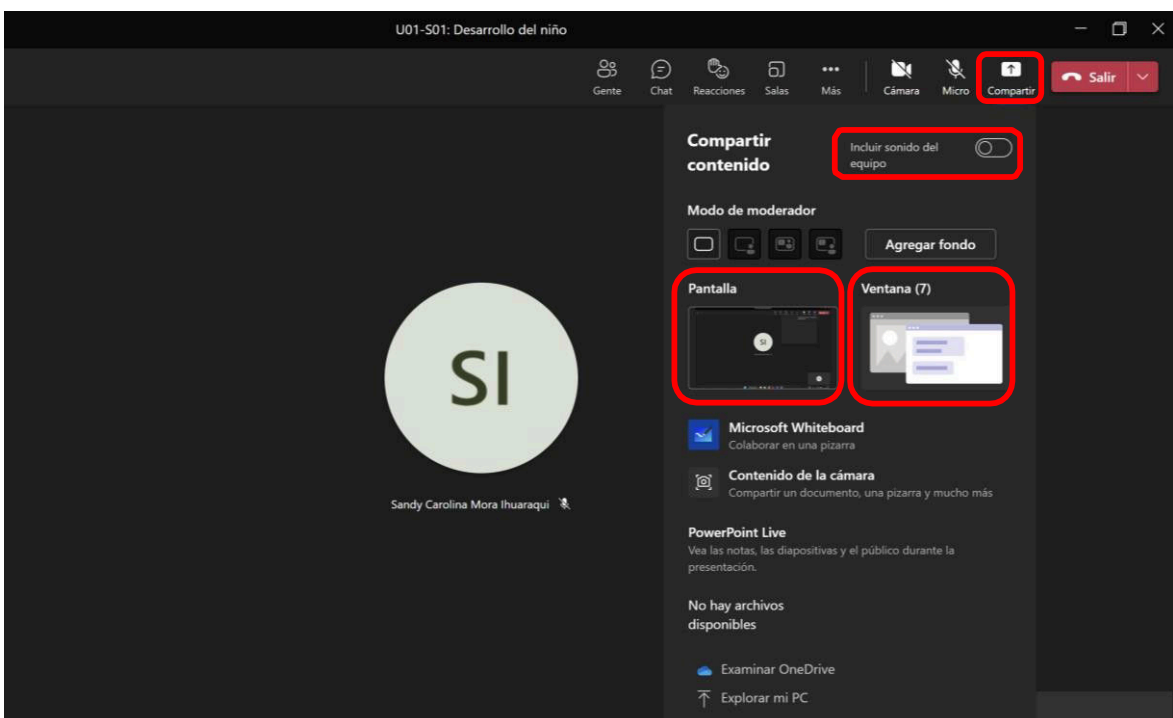 U01-S01: Desarrollo del niño
Gente
Chat
Reacciones
Salas
Más
Cámara
Micro
Compartir
Salir
Compartir
contenido
Incluir sonido del
equipo
Modo de moderador
Agregar fondo
Pantalla
Ventana (7)
SI
SI
Microsoft Whiteboard
Colaborar en una pizarra
Contenido de la cámara
Compartir un documento, una pizarra y mucho más
Sandy Carolina Mora Ihuaraqui
PowerPoint Live
Vea las notas, las diapositivas y el público durante la
presentación.
No hay archivos
disponibles
Examinar OneDrive
Explorar mi PC